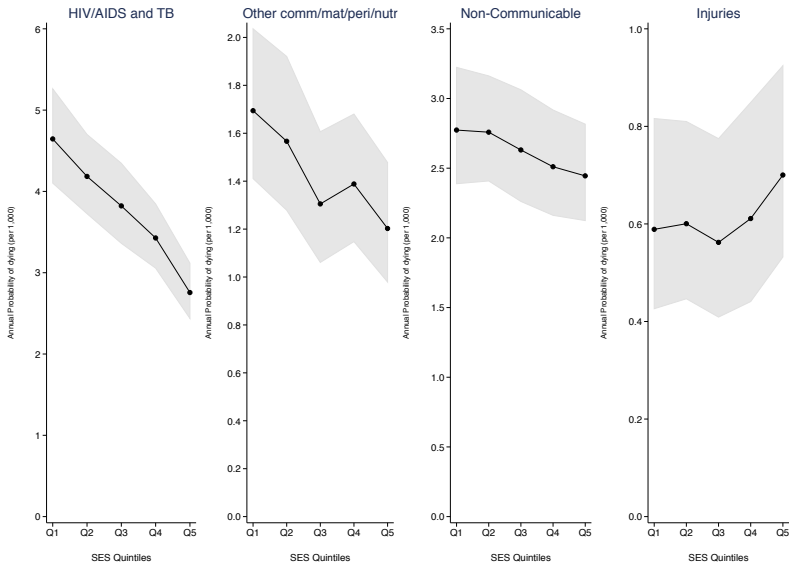 HIV/AIDS and TB
Annual Probability of dying (per 1,000)
6
5
4
3
2
1
0
Q1 Q2 Q3 Q4 Q5
SES Quintiles
Other comm/mat/peri/nutr
Annual Probability of dying (per 1,000)
2.0
1.8
1.6
1.4
1.2
1.0
0.8
0.6
0.4
0.2
0.0
Q1 Q2 Q3 Q4 Q5
SES Quintiles
Non-Communicable
Annual Probability of dying (per 1,000)
3.5
3.0
2.5
2.0
1.5
1.0
0.5
0.0
Q1 Q2 Q3 Q4 Q5
SES Quintiles
Injuries
Annual Probability of dying (per 1,000)
1.0
0.8
0.6
0.4
0.2
0.0
Q1 Q2 Q3 Q4 Q5
SES Quintiles